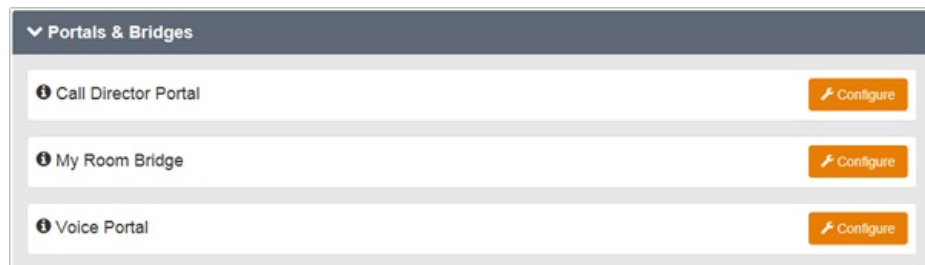 Portals & Bridges
Call Director Portal
Configure
My Room Bridge
Configure
Voice Portal
Configure